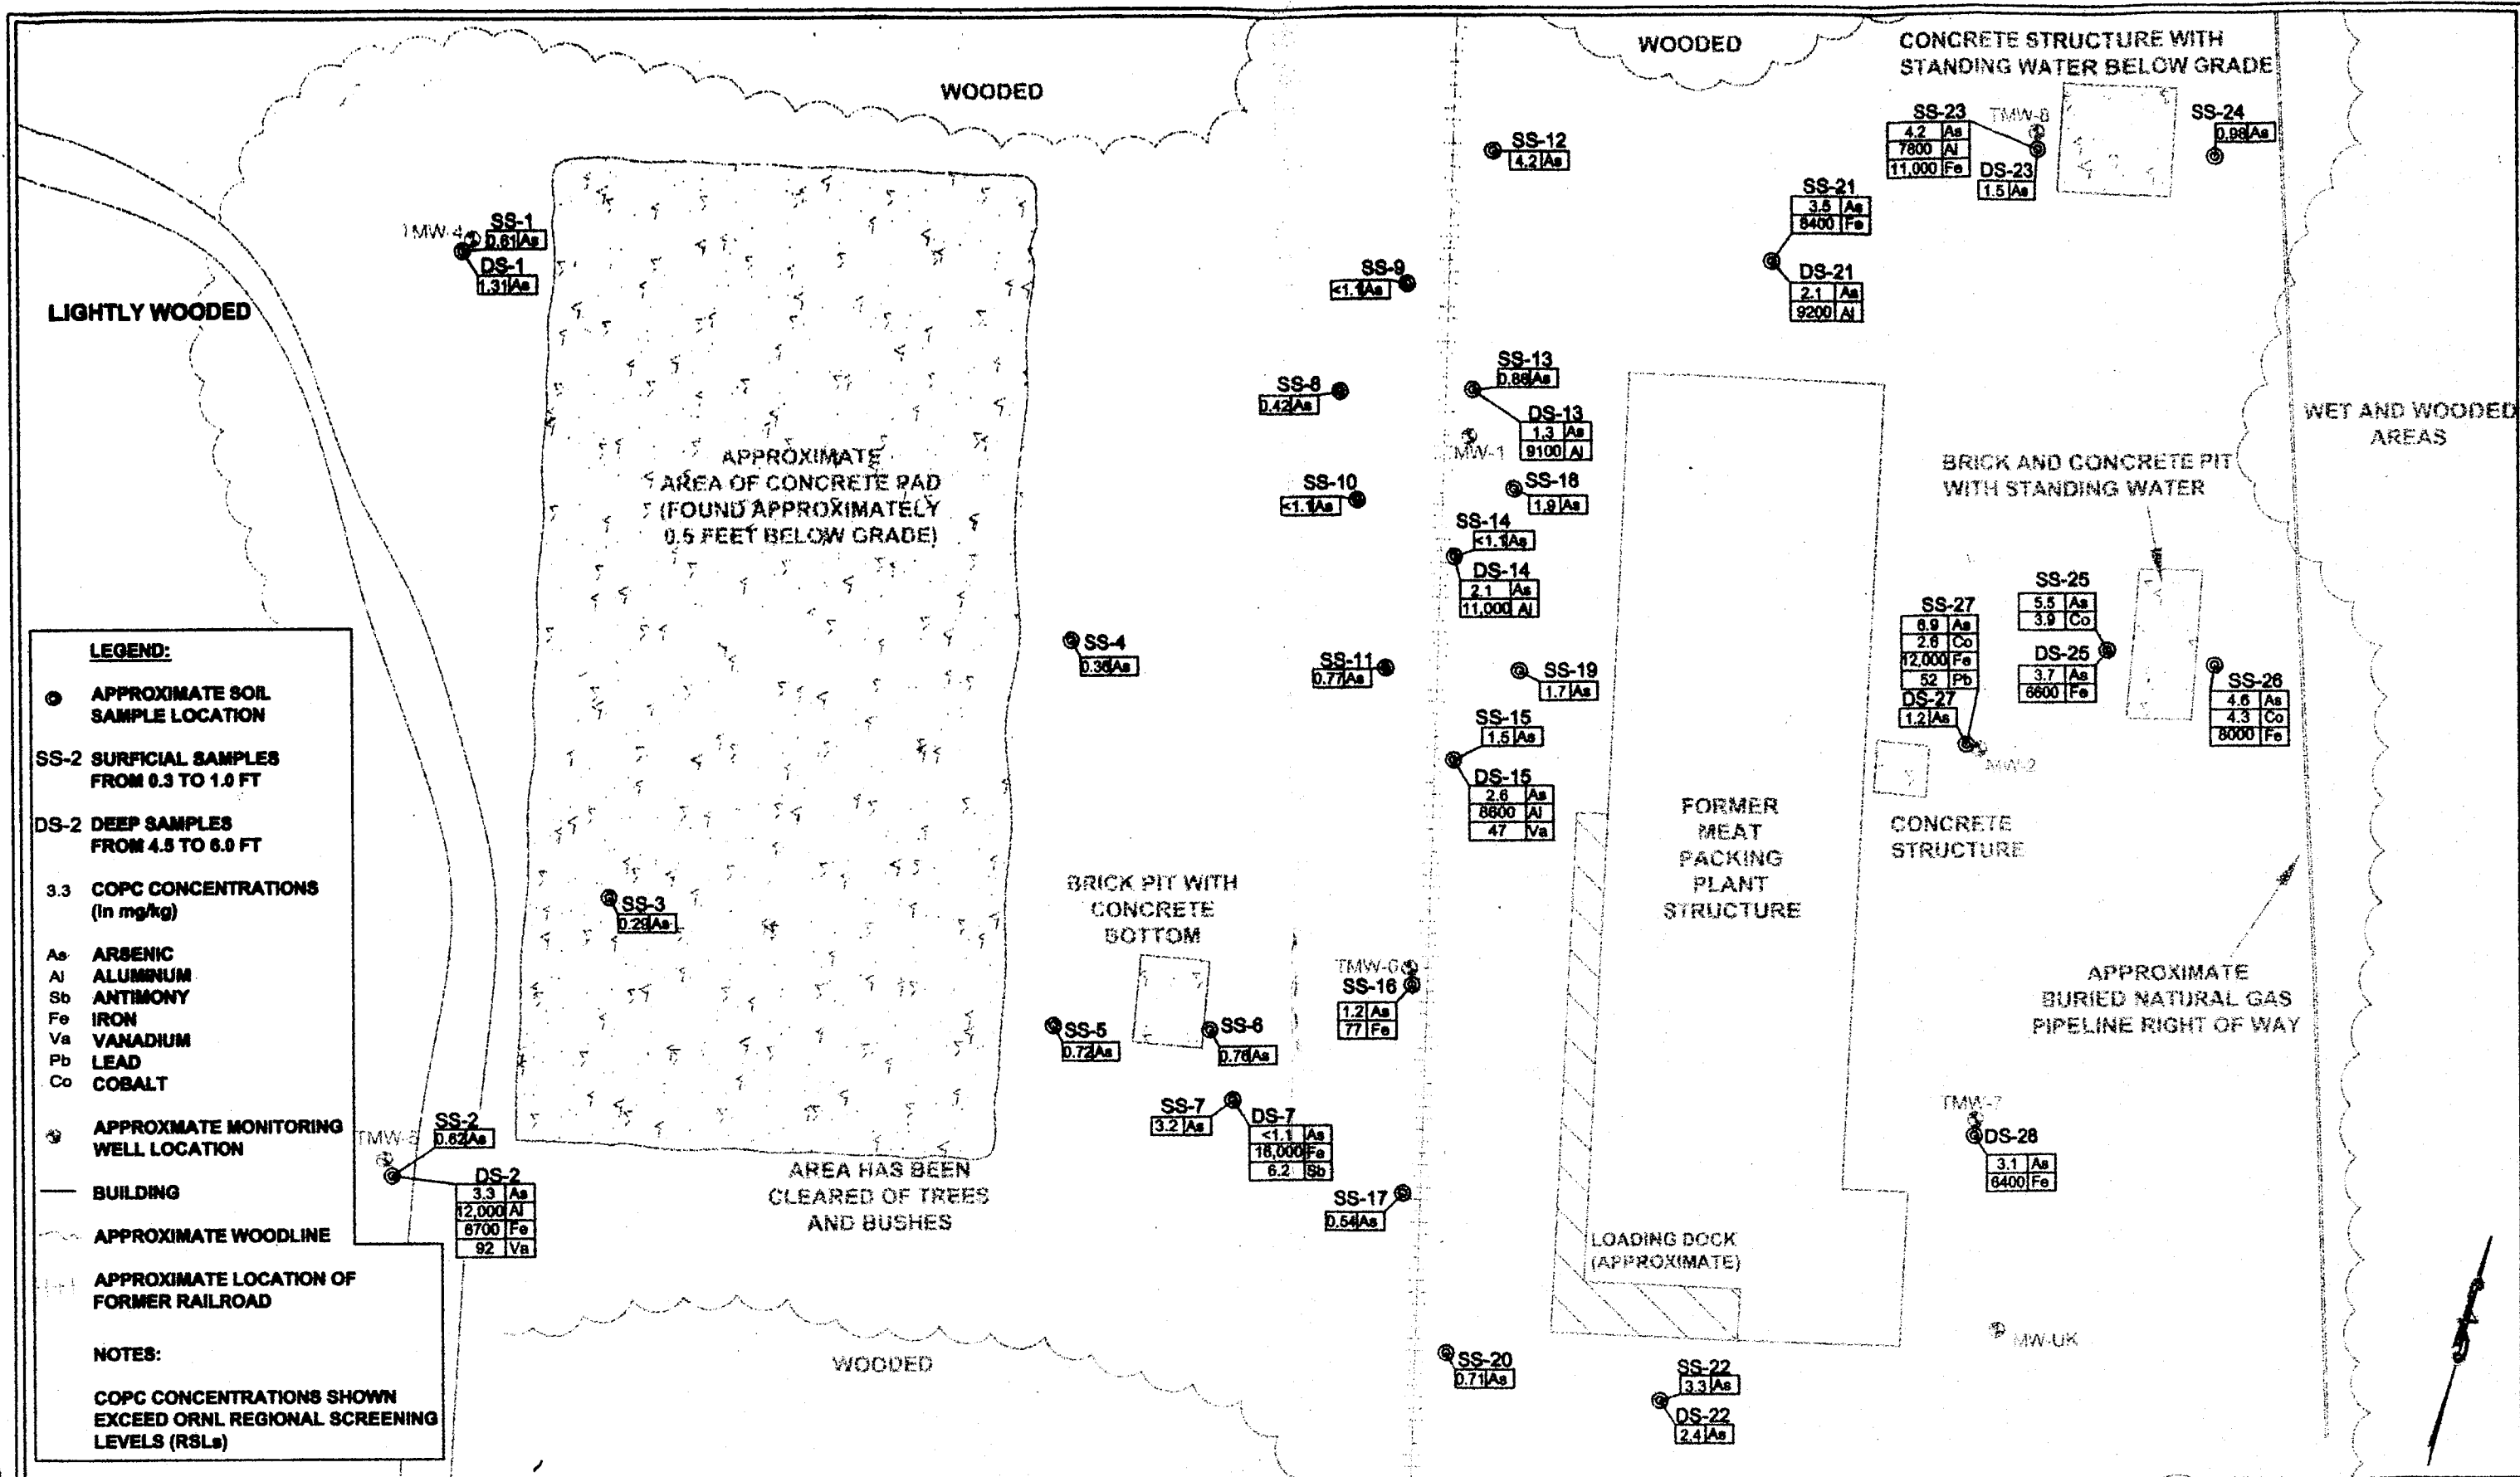 WOODED
WOODED
CONCRETE STRUCTURE WITH
STANDING WATER BELOW GRADE
SS-12
4.2 As
SS-23
4.2 As
7800 Al
11,000 Fe
TMW-8
DS-23
1.5 As
SS-24
0.98 As
SS-21
3.5 As
8400 Fe
DS-21
2.1 As
9200 Al
TMW-4
SS-1
0.61 As
DS-1
1.31 As
LIGHTLY WOODED
SS-9
<1.1 As
SS-8
0.42 As
SS-13
0.88 As
DS-13
1.3 As
9100 Al
MW-1
WET AND WOODED
AREAS
APPROXIMATE
AREA OF CONCRETE PAD
(FOUND APPROXIMATELY
0.5 FEET BELOW GRADE)
SS-10
<1.1 As
SS-18
1.9 As
BRICK AND CONCRETE PIT
WITH STANDING WATER
SS-14
<1.1 As
DS-14
2.1 As
11,000 Al
SS-4
0.36 As
SS-11
0.77 As
SS-19
1.7 As
SS-15
1.5 As
DS-15
2.6 As
8600 Al
47 Va
SS-27
6.9 As
2.6 Co
12,000 Fe
52 Pb
DS-27
1.2 As
MW-2
SS-25
5.5 As
3.9 Co
DS-25
3.7 As
6600 Fe
SS-26
4.6 As
4.3 Co
8000 Fe
FORMER
MEAT
PACKING
PLANT
STRUCTURE
CONCRETE
STRUCTURE
SS-3
0.29 As
BRICK PIT WITH
CONCRETE
BOTTOM
TMW-6
SS-16
1.2 As
77 Fe
APPROXIMATE
BURIED NATURAL GAS
PIPELINE RIGHT OF WAY
SS-5
0.72 As
SS-6
0.76 As
SS-7
3.2 As
DS-7
<1.1 As
16,000 Fe
6.2 Sb
SS-17
0.54 As
TMW-7
DS-28
3.1 As
6400 Fe
TMW-5
SS-2
0.62 As
DS-2
3.3 As
12,000 Al
6700 Fe
92 Va
AREA HAS BEEN
CLEARED OF TREES
AND BUSHES
LOADING DOCK
(APPROXIMATE)
MW-UK
WOODED
SS-20
0.71 As
SS-22
3.3 As
DS-22
2.4 As
LEGEND:
APPROXIMATE SOIL
SAMPLE LOCATION
SS-2 SURFICIAL SAMPLES
FROM 0.3 TO 1.0 FT
DS-2 DEEP SAMPLES
FROM 4.5 TO 6.0 FT
3.3 COPC CONCENTRATIONS
(in mg/kg)
As ARSENIC
Al ALUMINUM
Sb ANTIMONY
Fe IRON
Va VANADIUM
Pb LEAD
Co COBALT
APPROXMATE MONITORING
WELL LOCATION
BUILDING
APPROXIMATE WOODLINE
APPROXIMATE LOCATION OF
FORMER RAILROAD
NOTES:
COPC CONCENTRATIONS SHOWN
EXCEED ORNL REGIONAL SCREENING
LEVELS (RSLs)